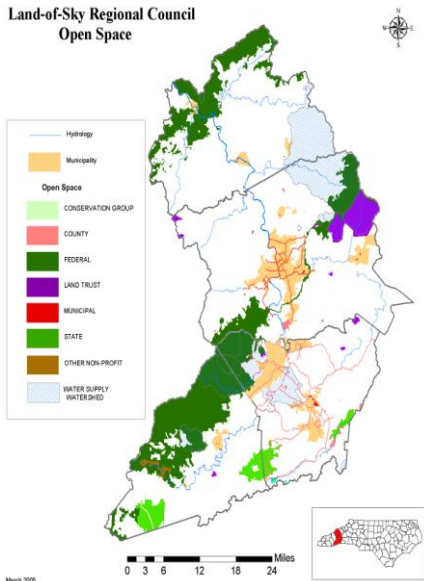 Land-of-Sky Regional Council
Open Space
N
W
E
S
Hydrology
Municipality
Open Space
CONSERVATION GROUP
COUNTY
FEDERAL
LAND TRUST
MUNICIPAL
STATE
OTHER NON-PROFIT
WATER SUPPLY
WATERSHED
Miles
0 3 6 12 18 24
March 2005